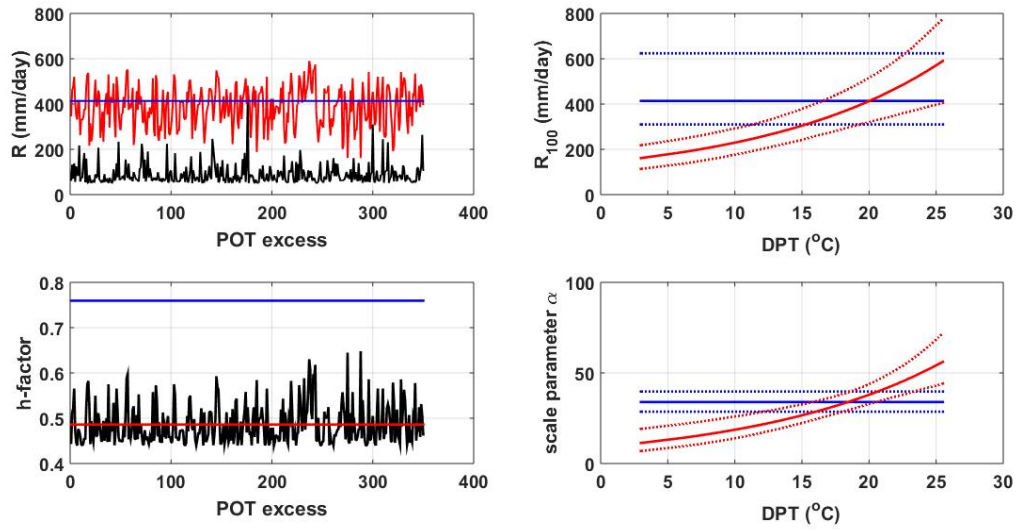 800
600
400
200
0
R (mm/day)
0 100 200 300 400
POT excess
800
600
400
200
0
R100 (mm/day)
0 5 10 15 20 25 30
DPT (oC)
0.8
0.7
0.6
0.5
0.4
h-factor
0 100 200 300 400
POT excess
100
50
0
scale parameter α
0 5 10 15 20 25 30
DPT (oC)